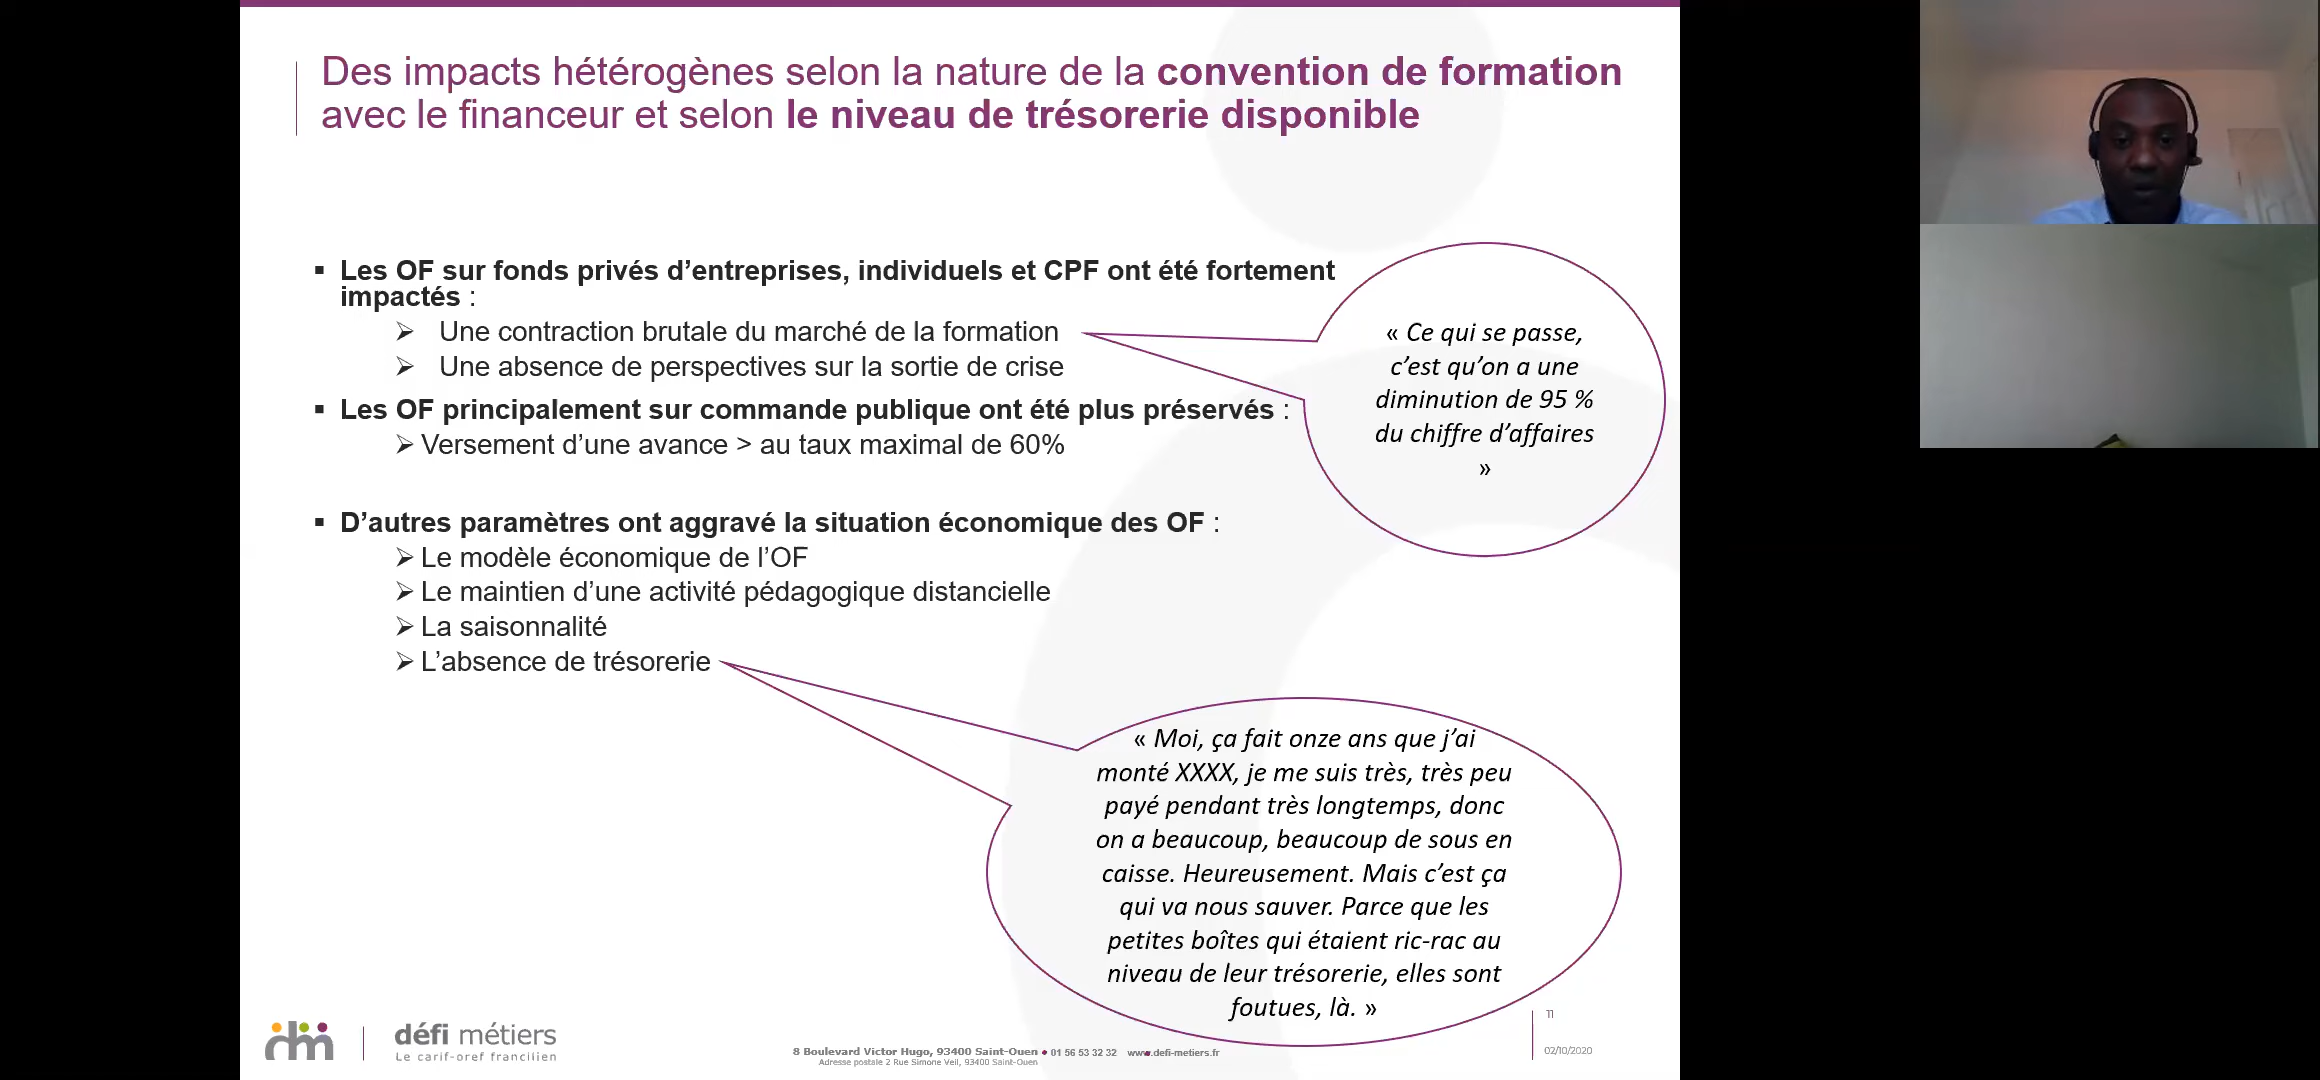 Des impacts hétérogènes selon la nature de la convention de formation
avec le financeur et selon le niveau de trésorerie disponible
▪ Les OF sur fonds privés d’entreprises, individuels et CPF ont été fortement
impactés :
➢ Une contraction brutale du marché de la formation
➢ Une absence de perspectives sur la sortie de crise
▪ Les OF principalement sur commande publique ont été plus préservés :
➢ Versement d’une avance > au taux maximal de 60%
▪ D’autres paramètres ont aggravé la situation économique des OF :
➢ Le modèle économique de l’OF
➢ Le maintien d’une activité pédagogique distancielle
➢ La saisonnalité
➢ L’absence de trésorerie
« Ce qui se passe,
c’est qu’on a une
diminution de 95 %
du chiffre d’affaires
»
« Moi, ça fait onze ans que j’ai
monté XXXX, je me suis très, très peu
payé pendant très longtemps, donc
on a beaucoup, beaucoup de sous en
caisse. Heureusement. Mais c’est ça
qui va nous sauver. Parce que les
petites boîtes qui étaient ric-rac au
niveau de leur trésorerie, elles sont
foutues, là. »
dm
défi métiers
Le carif-oref francilien
8 Boulevard Victor Hugo, 93400 Saint-Ouen • 01 56 53 32 32 www.defi-metiers.fr
Adresse postale 2 Rue Simone Veil, 93400 Saint-Ouen
11
02/10/2020